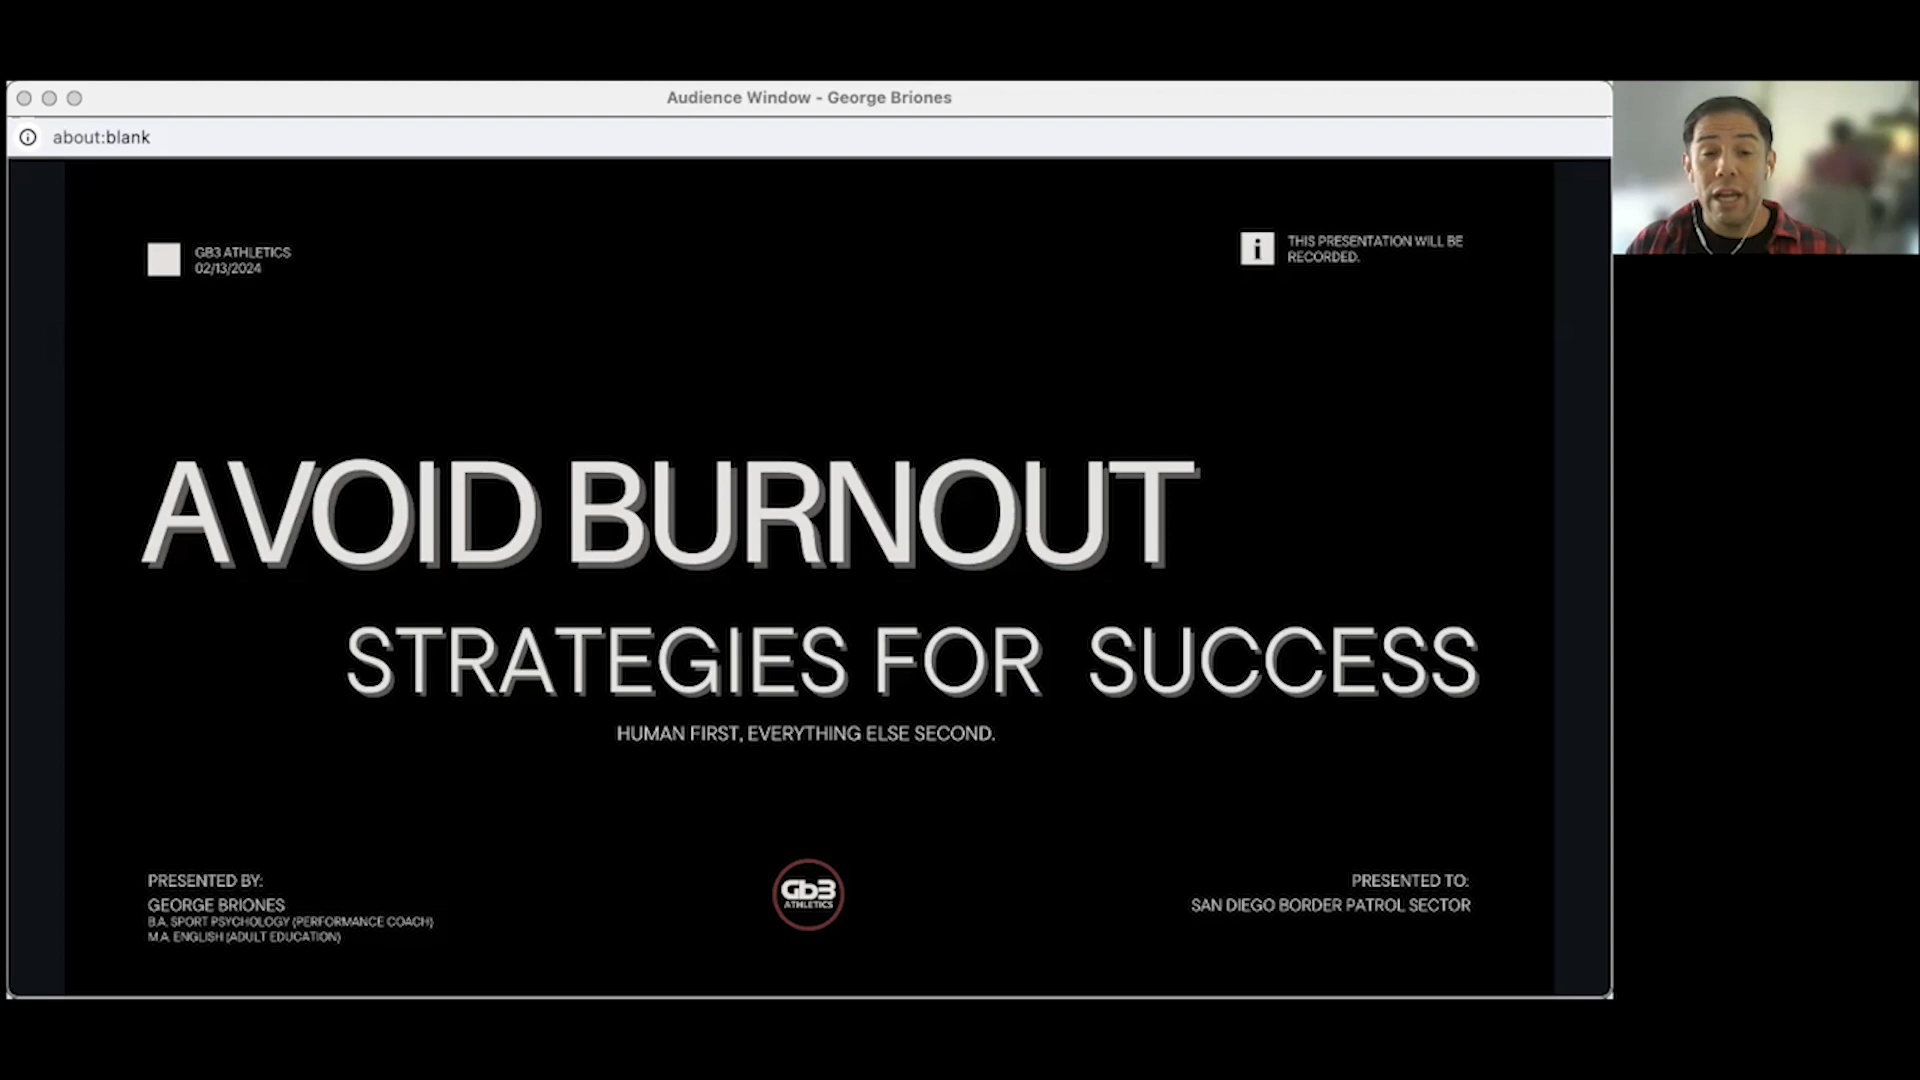 Audience Window - George Briones
about:blank
GB3 ATHLETICS
02/13/2024
THIS PRESENTATION WILL BE
RECORDED.
AVOID BURNOUT
STRATEGIES FOR SUCCESS
HUMAN FIRST, EVERYTHING ELSE SECOND.
PRESENTED BY:
GEORGE BRIONES
B.A. SPORT PSYCHOLOGY (PERFORMANCE COACH)
M.A. ENGLISH (ADULT EDUCATION)
Gb3
ATHLETICS
PRESENTED TO:
SAN DIEGO BORDER PATROL SECTOR